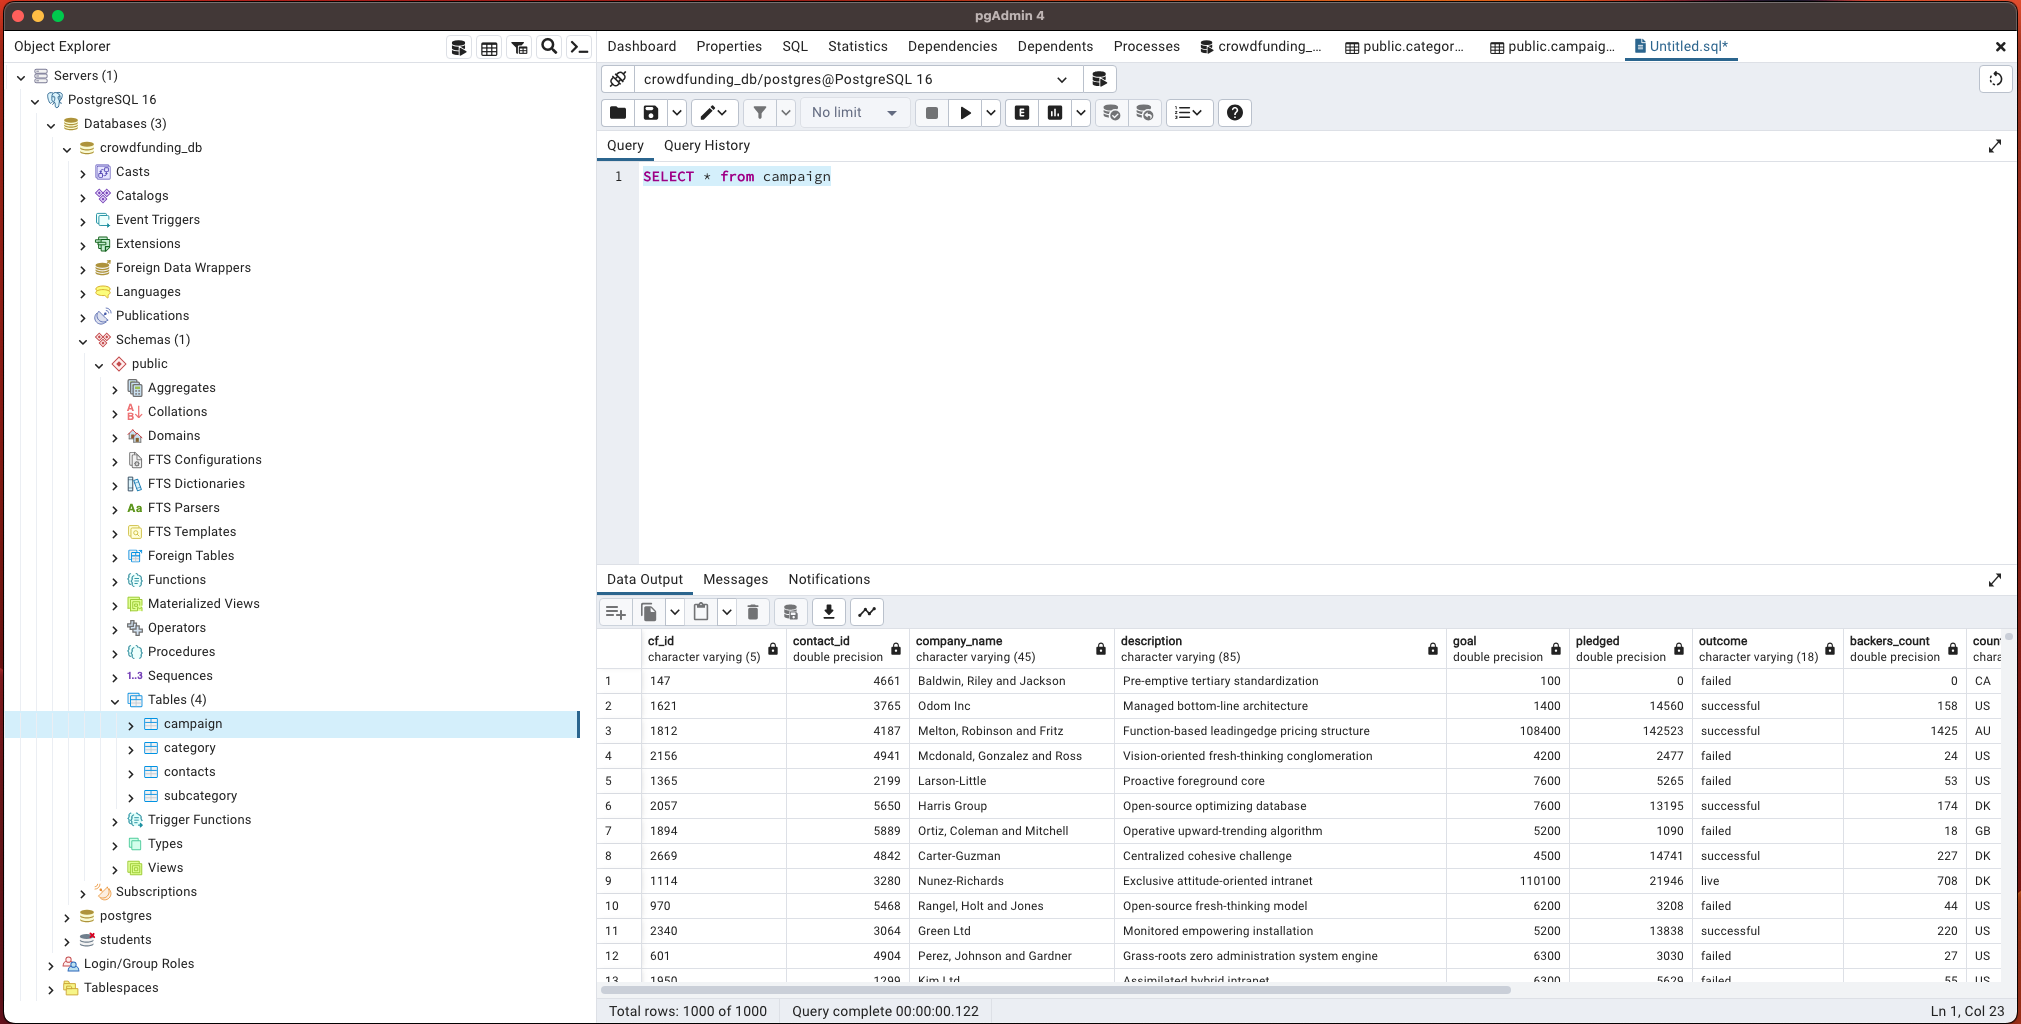 pgAdmin 4
Object Explorer
Servers (1)
PostgreSQL 16
Databases (3)
crowdfunding_db
Casts
Catalogs
Event Triggers
Extensions
Foreign Data Wrappers
Languages
Publications
Schemas (1)
public
Aggregates
Collations
Domains
FTS Configurations
FTS Dictionaries
Aa FTS Parsers
FTS Templates
Foreign Tables
Functions
Materialized Views
Operators
Procedures
1..3 Sequences
Tables (4)
campaign
category
contacts
subcategory
Trigger Functions
Types
Views
Subscriptions
postgres
students
Login/Group Roles
Tablespaces
Dashboard Properties SQL Statistics Dependencies Dependents Processes crowdfunding_... public.categor... public.campaig... Untitled.sql*
crowdfunding_db/postgres@PostgreSQL 16
No limit E
Query Query History
1 SELECT * from campaign
Data Output Messages Notifications
cf_id contact_id company_name description goal pledged outcome backers_count coun
character varying (5) double precision character varying (45) character varying (85) double precision double precision character varying (18) double precision chara
1 147 4661 Baldwin, Riley and Jackson Pre-emptive tertiary standardization 100 0 failed 0 CA
2 1621 3765 Odom Inc Managed bottom-line architecture 1400 14560 successful 158 US
3 1812 4187 Melton, Robinson and Fritz Function-based leadingedge pricing structure 108400 142523 successful 1425 AU
4 2156 4941 Mcdonald, Gonzalez and Ross Vision-oriented fresh-thinking conglomeration 4200 2477 failed 24 US
5 1365 2199 Larson-Little Proactive foreground core 7600 5265 failed 53 US
6 2057 5650 Harris Group Open-source optimizing database 7600 13195 successful 174 DK
7 1894 5889 Ortiz, Coleman and Mitchell Operative upward-trending algorithm 5200 1090 failed 18 GB
8 2669 4842 Carter-Guzman Centralized cohesive challenge 4500 14741 successful 227 DK
9 1114 3280 Nunez-Richards Exclusive attitude-oriented intranet 110100 21946 live 708 DK
10 970 5468 Rangel, Holt and Jones Open-source fresh-thinking model 6200 3208 failed 44 US
11 2340 3064 Green Ltd Monitored empowering installation 5200 13838 successful 220 US
12 601 4904 Perez, Johnson and Gardner Grass-roots zero administration system engine 6300 3030 failed 27 US
13 1950 1299 Kim Ltd Assimilated hybrid intranet 6300 5629 failed 55 US
Total rows: 1000 of 1000 Query complete 00:00:00.122 Ln 1, Col 23